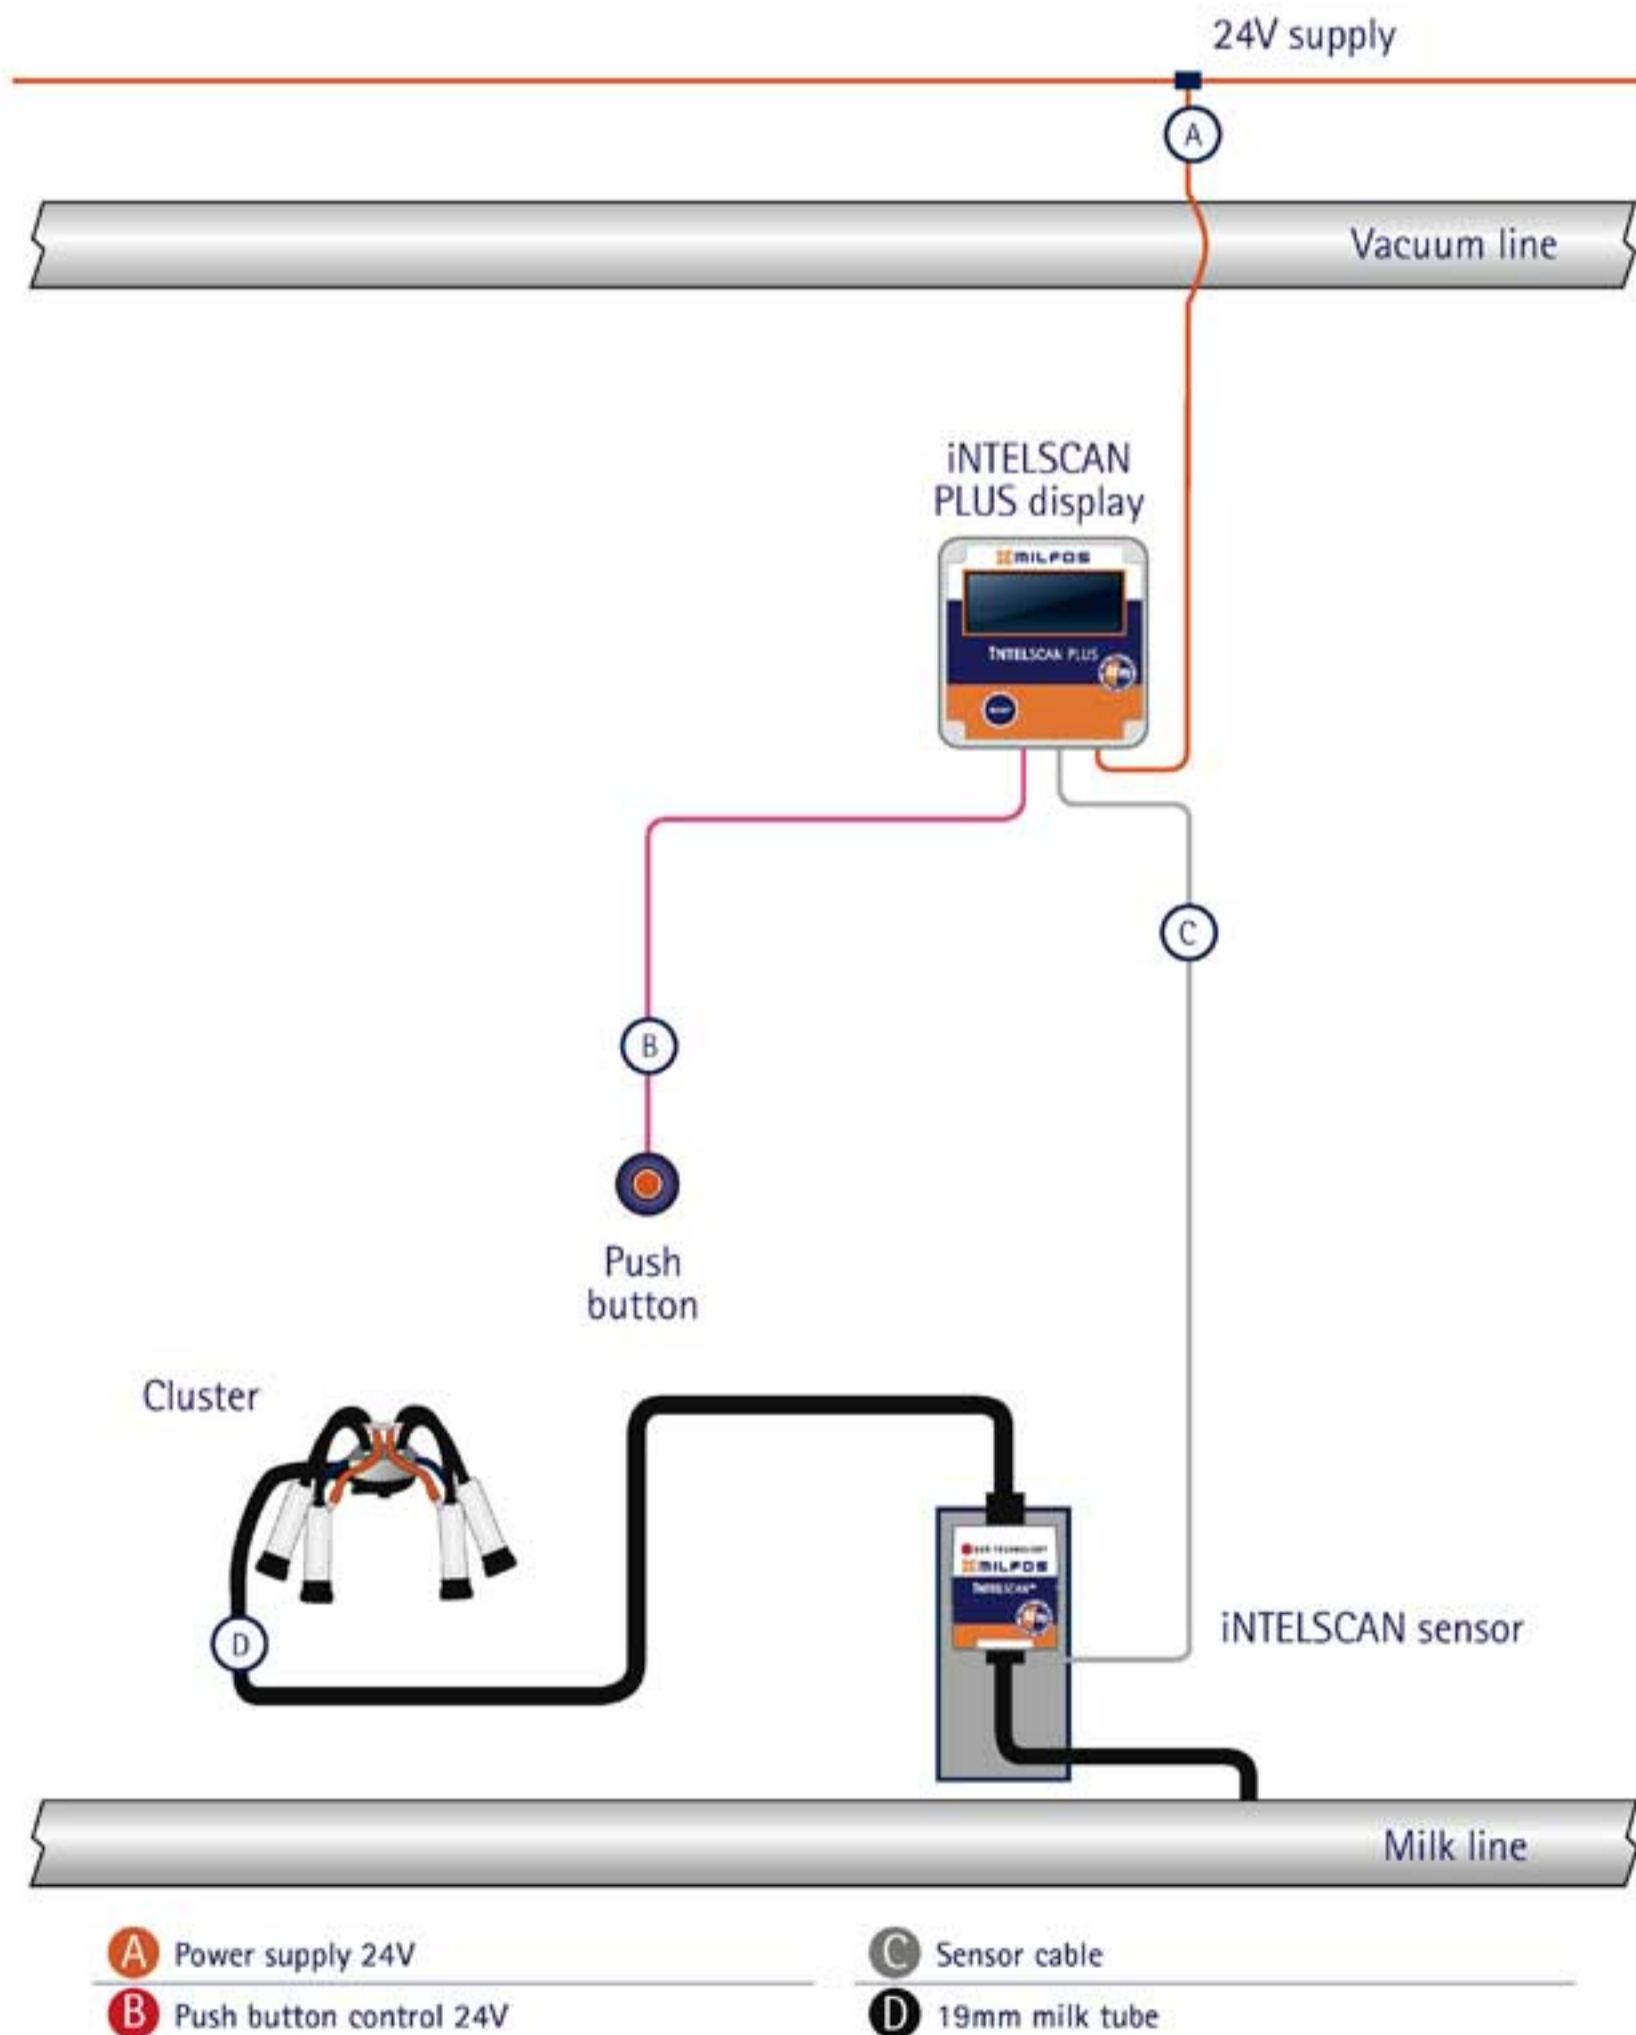 24V supply
A
Vacuum line
iNTELSCAN
PLUS display
MILFOS
INTELSCAN PLUS
C
B
Push
button
Cluster
MILFOS
INTELSCAN
iNTELSCAN sensor
D
Milk line
A Power supply 24V
C Sensor cable
B Push button control 24V
D 19mm milk tube